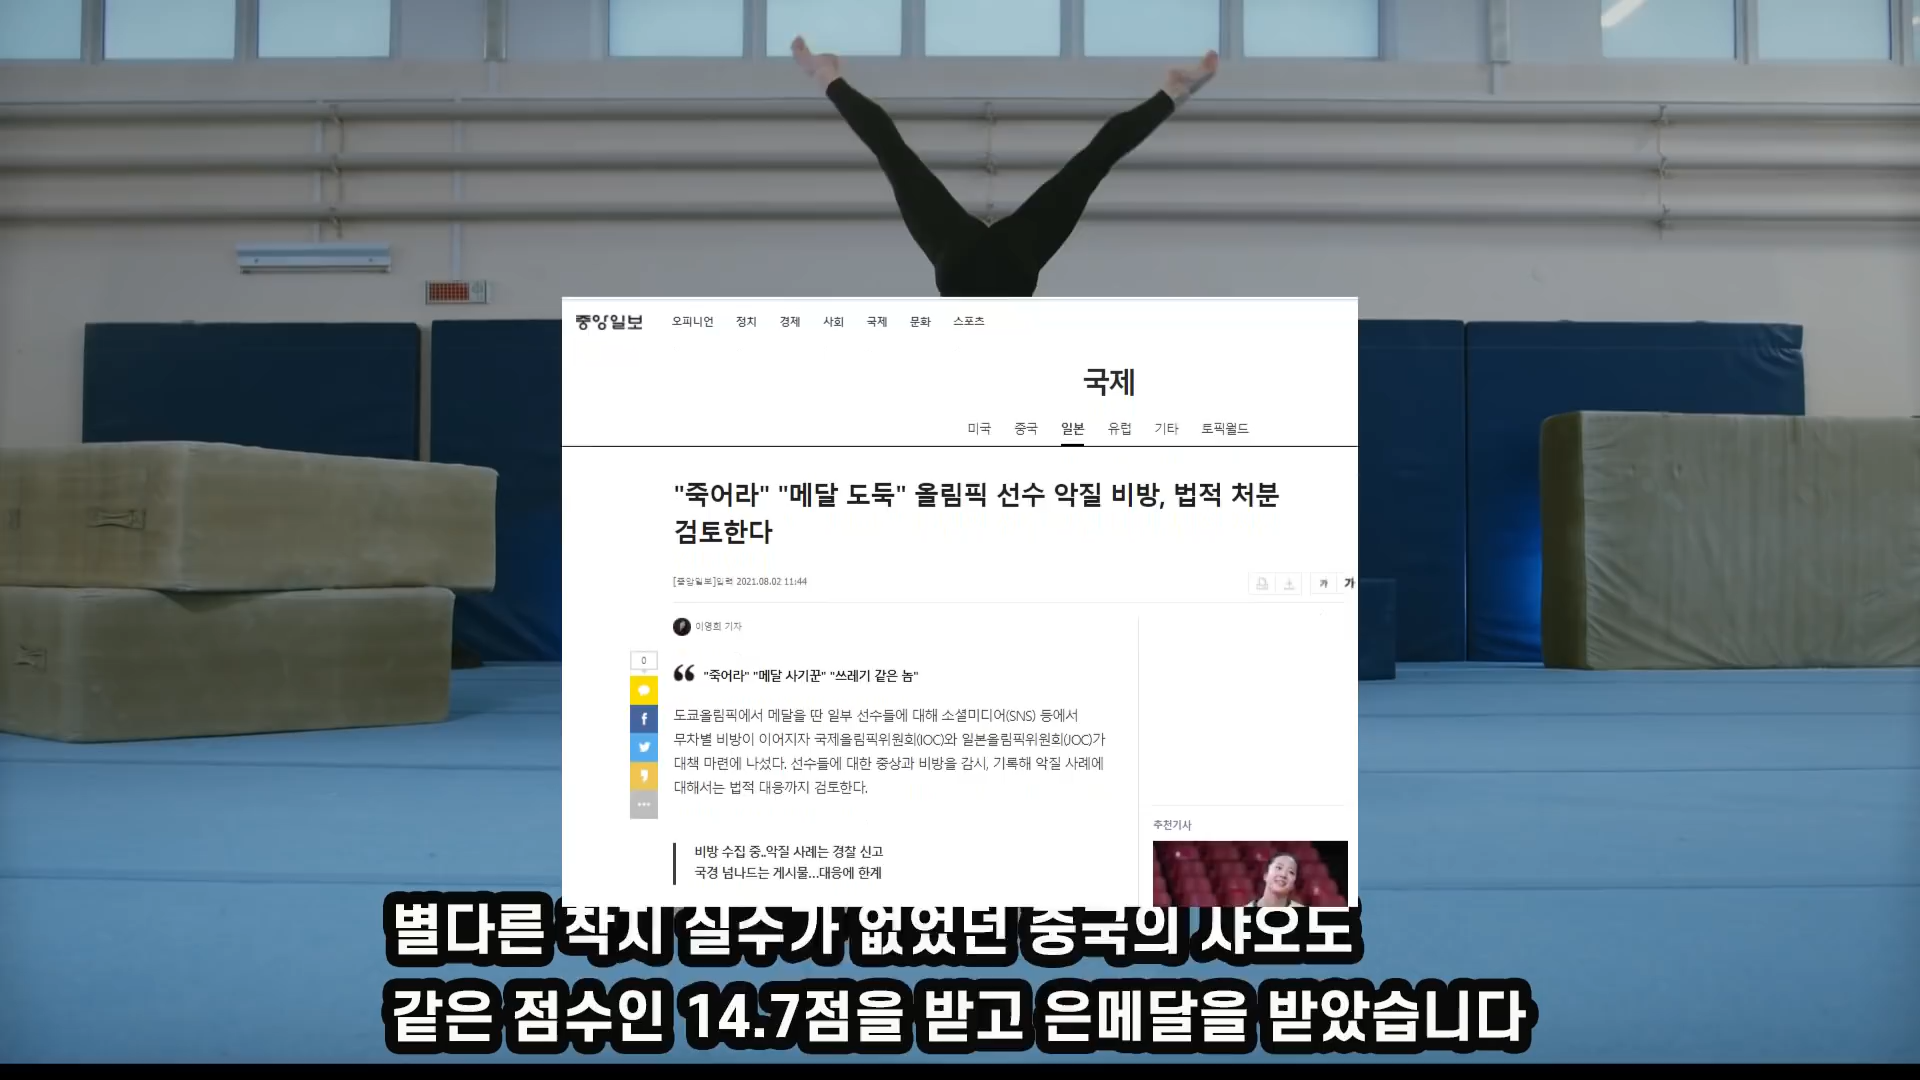 중앙일보 오피니언 정치 경제 사회 국제 문화 스포츠
국제
미국 중국 일본 유럽 기타 토픽월드
"죽어라" "메달 도둑" 올림픽 선수 악질 비방, 법적 처분
검토한다
[중앙일보]입력 2021.08.02 11:44
가 가
이영희 기자
0
"죽어라" "메달 사기꾼" "쓰레기 같은 놈"
도쿄올림픽에서 메달을 딴 일부 선수들에 대해 소셜미디어(SNS) 등에서
무차별 비방이 이어지자 국제올림픽위원회(IOC)와 일본올림픽위원회(JOC)가
대책 마련에 나섰다. 선수들에 대한 중상과 비방을 감시, 기록해 악질 사례에
대해서는 법적 대응까지 검토한다.
추천기사
비방 수집 중..악질 사례는 경찰 신고
국경 넘나드는 게시물...대응에 한계
별다른 착지 실수가 없었던 중국의 샤오도
같은 점수인 14.7점을 받고 은메달을 받았습니다